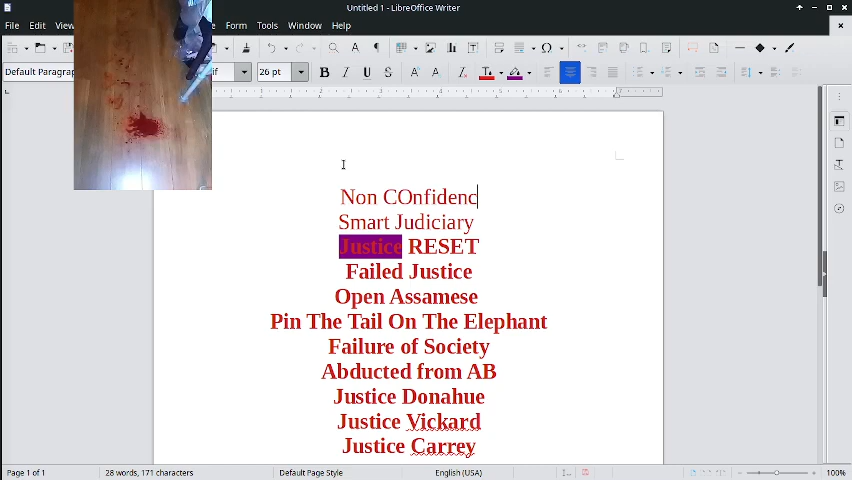 Untitled 1 - LibreOffice Writer
File Edit Form Tools Window Help
Default Paragraph 26 pt
Non COnfidenc
Smart Judiciary
Justice RESET
Failed Justice
Open Assamese
Pin The Tail On The Elephant
Failure of Society
Abducted from AB
Justice Donahue
Justice Vickard
Justice Carrey
Page 1 of 1 28 words, 171 characters Default Page Style English (USA) 100%